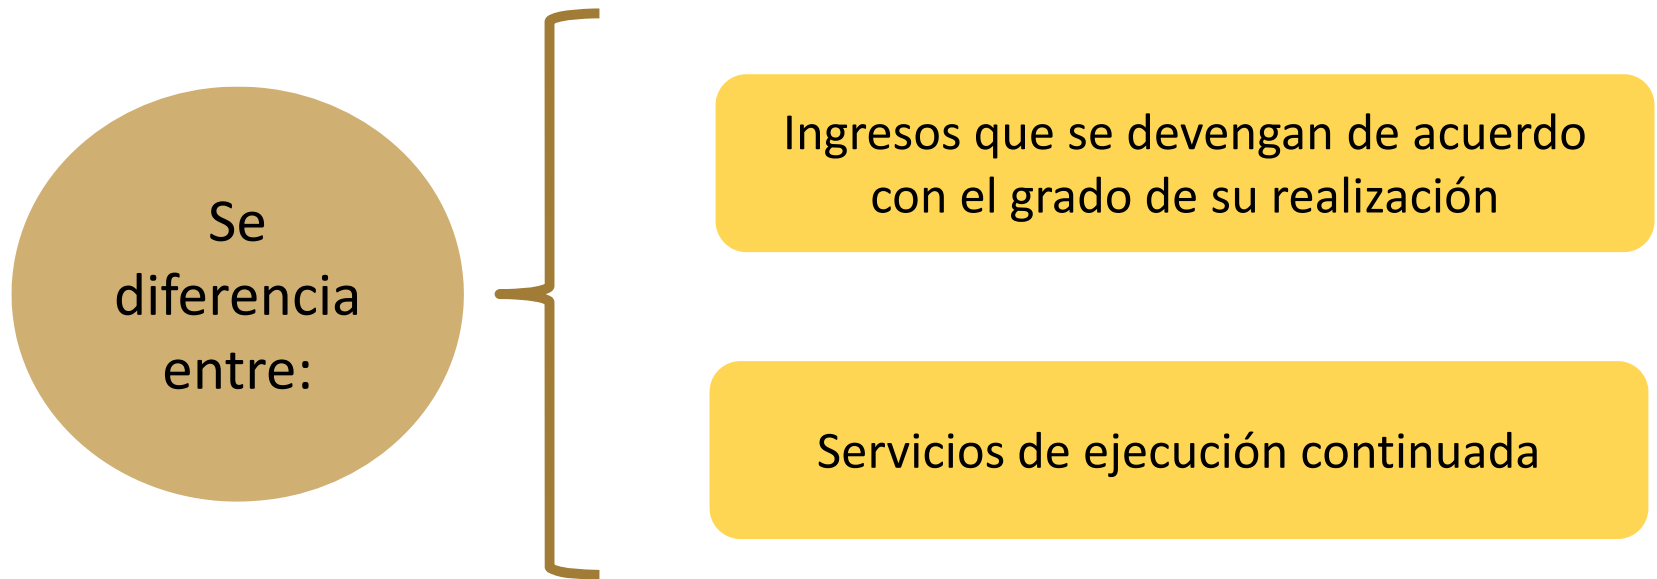 Se
diferencia
entre:
Ingresos que se devengan de acuerdo
con el grado de su realización
Servicios de ejecución continuada